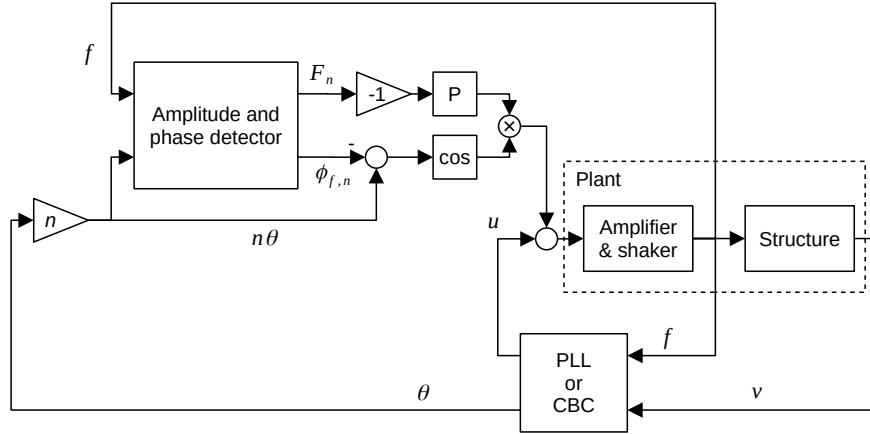 f
Amplitude and
phase detector
F_n
-1
P
×
-
ϕ_{f,n}
cos
n
nθ
Plant
u
Amplifier
& shaker
Structure
PLL
or
CBC
f
θ
v